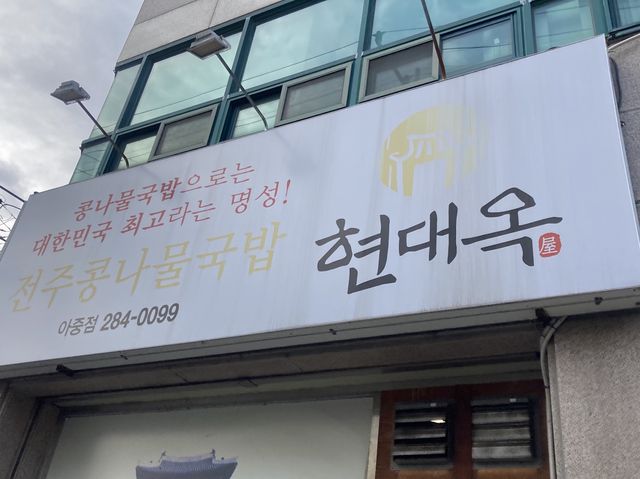 콩나물국밥으로는
대한민국 최고라는 명성!
전주콩나물국밥
아중점 284-0099
현대옥
屋